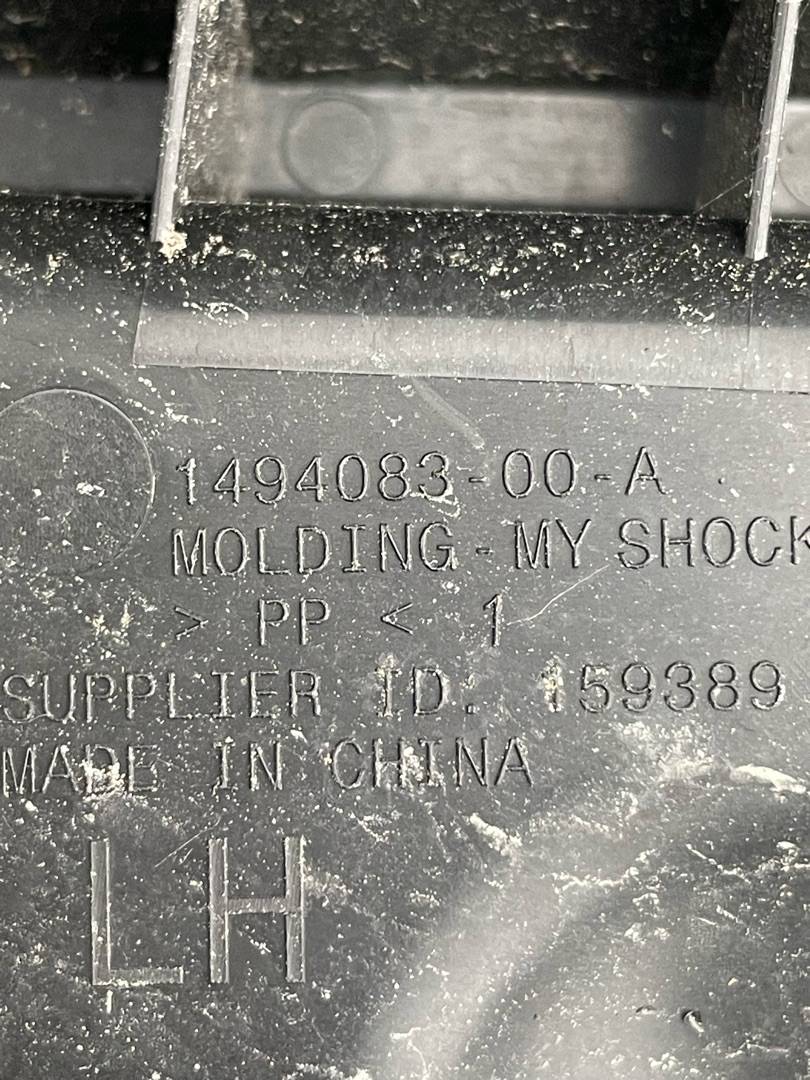 1494083-00-A
MOLDING-MY SHOCK
> PP < 1
SUPPLIER ID: 159389
MADE IN CHINA
LH